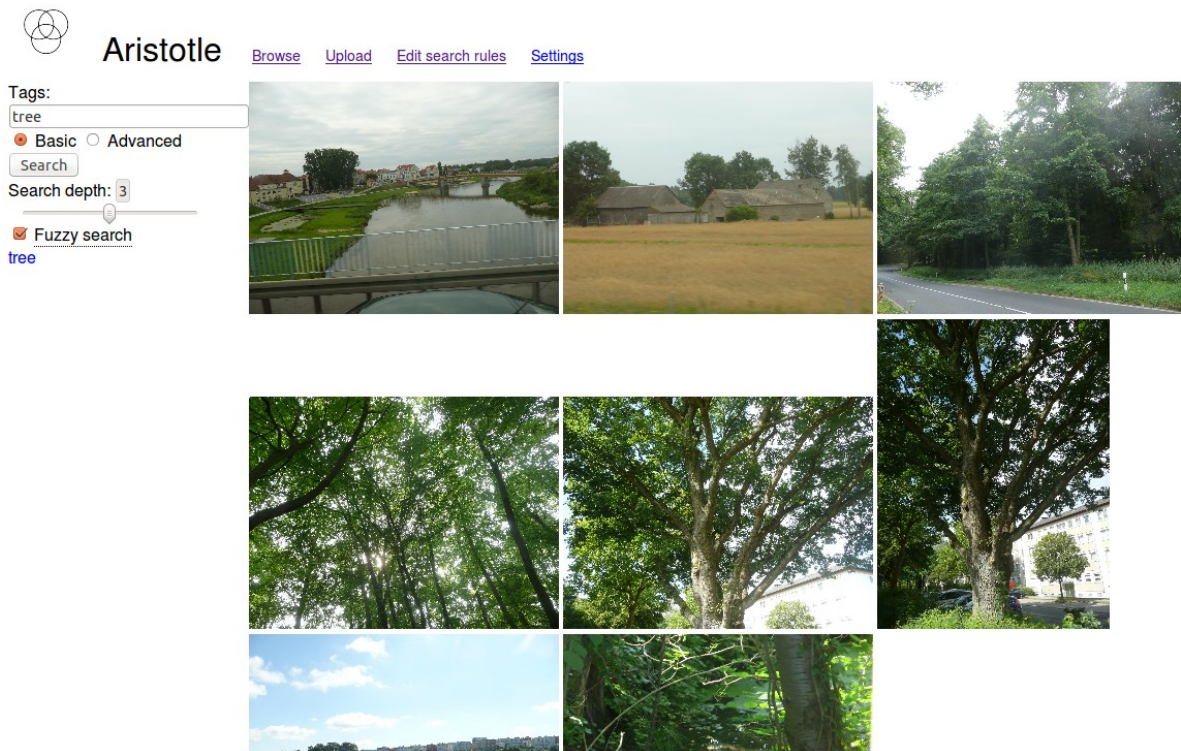 Aristotle
Browse Upload Edit search rules Settings
Tags:
tree
Basic Advanced
Search
Search depth: 3
Fuzzy search
tree